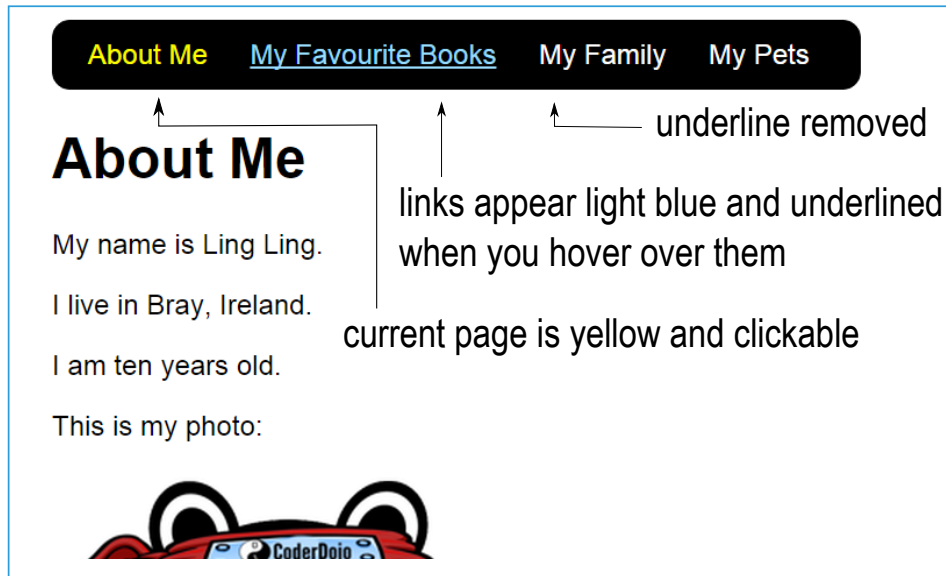 About Me My Favourite Books My Family My Pets
underline removed
About Me
links appear light blue and underlined
when you hover over them
My name is Ling Ling.
I live in Bray, Ireland.
current page is yellow and clickable
I am ten years old.
This is my photo:
CoderDojo